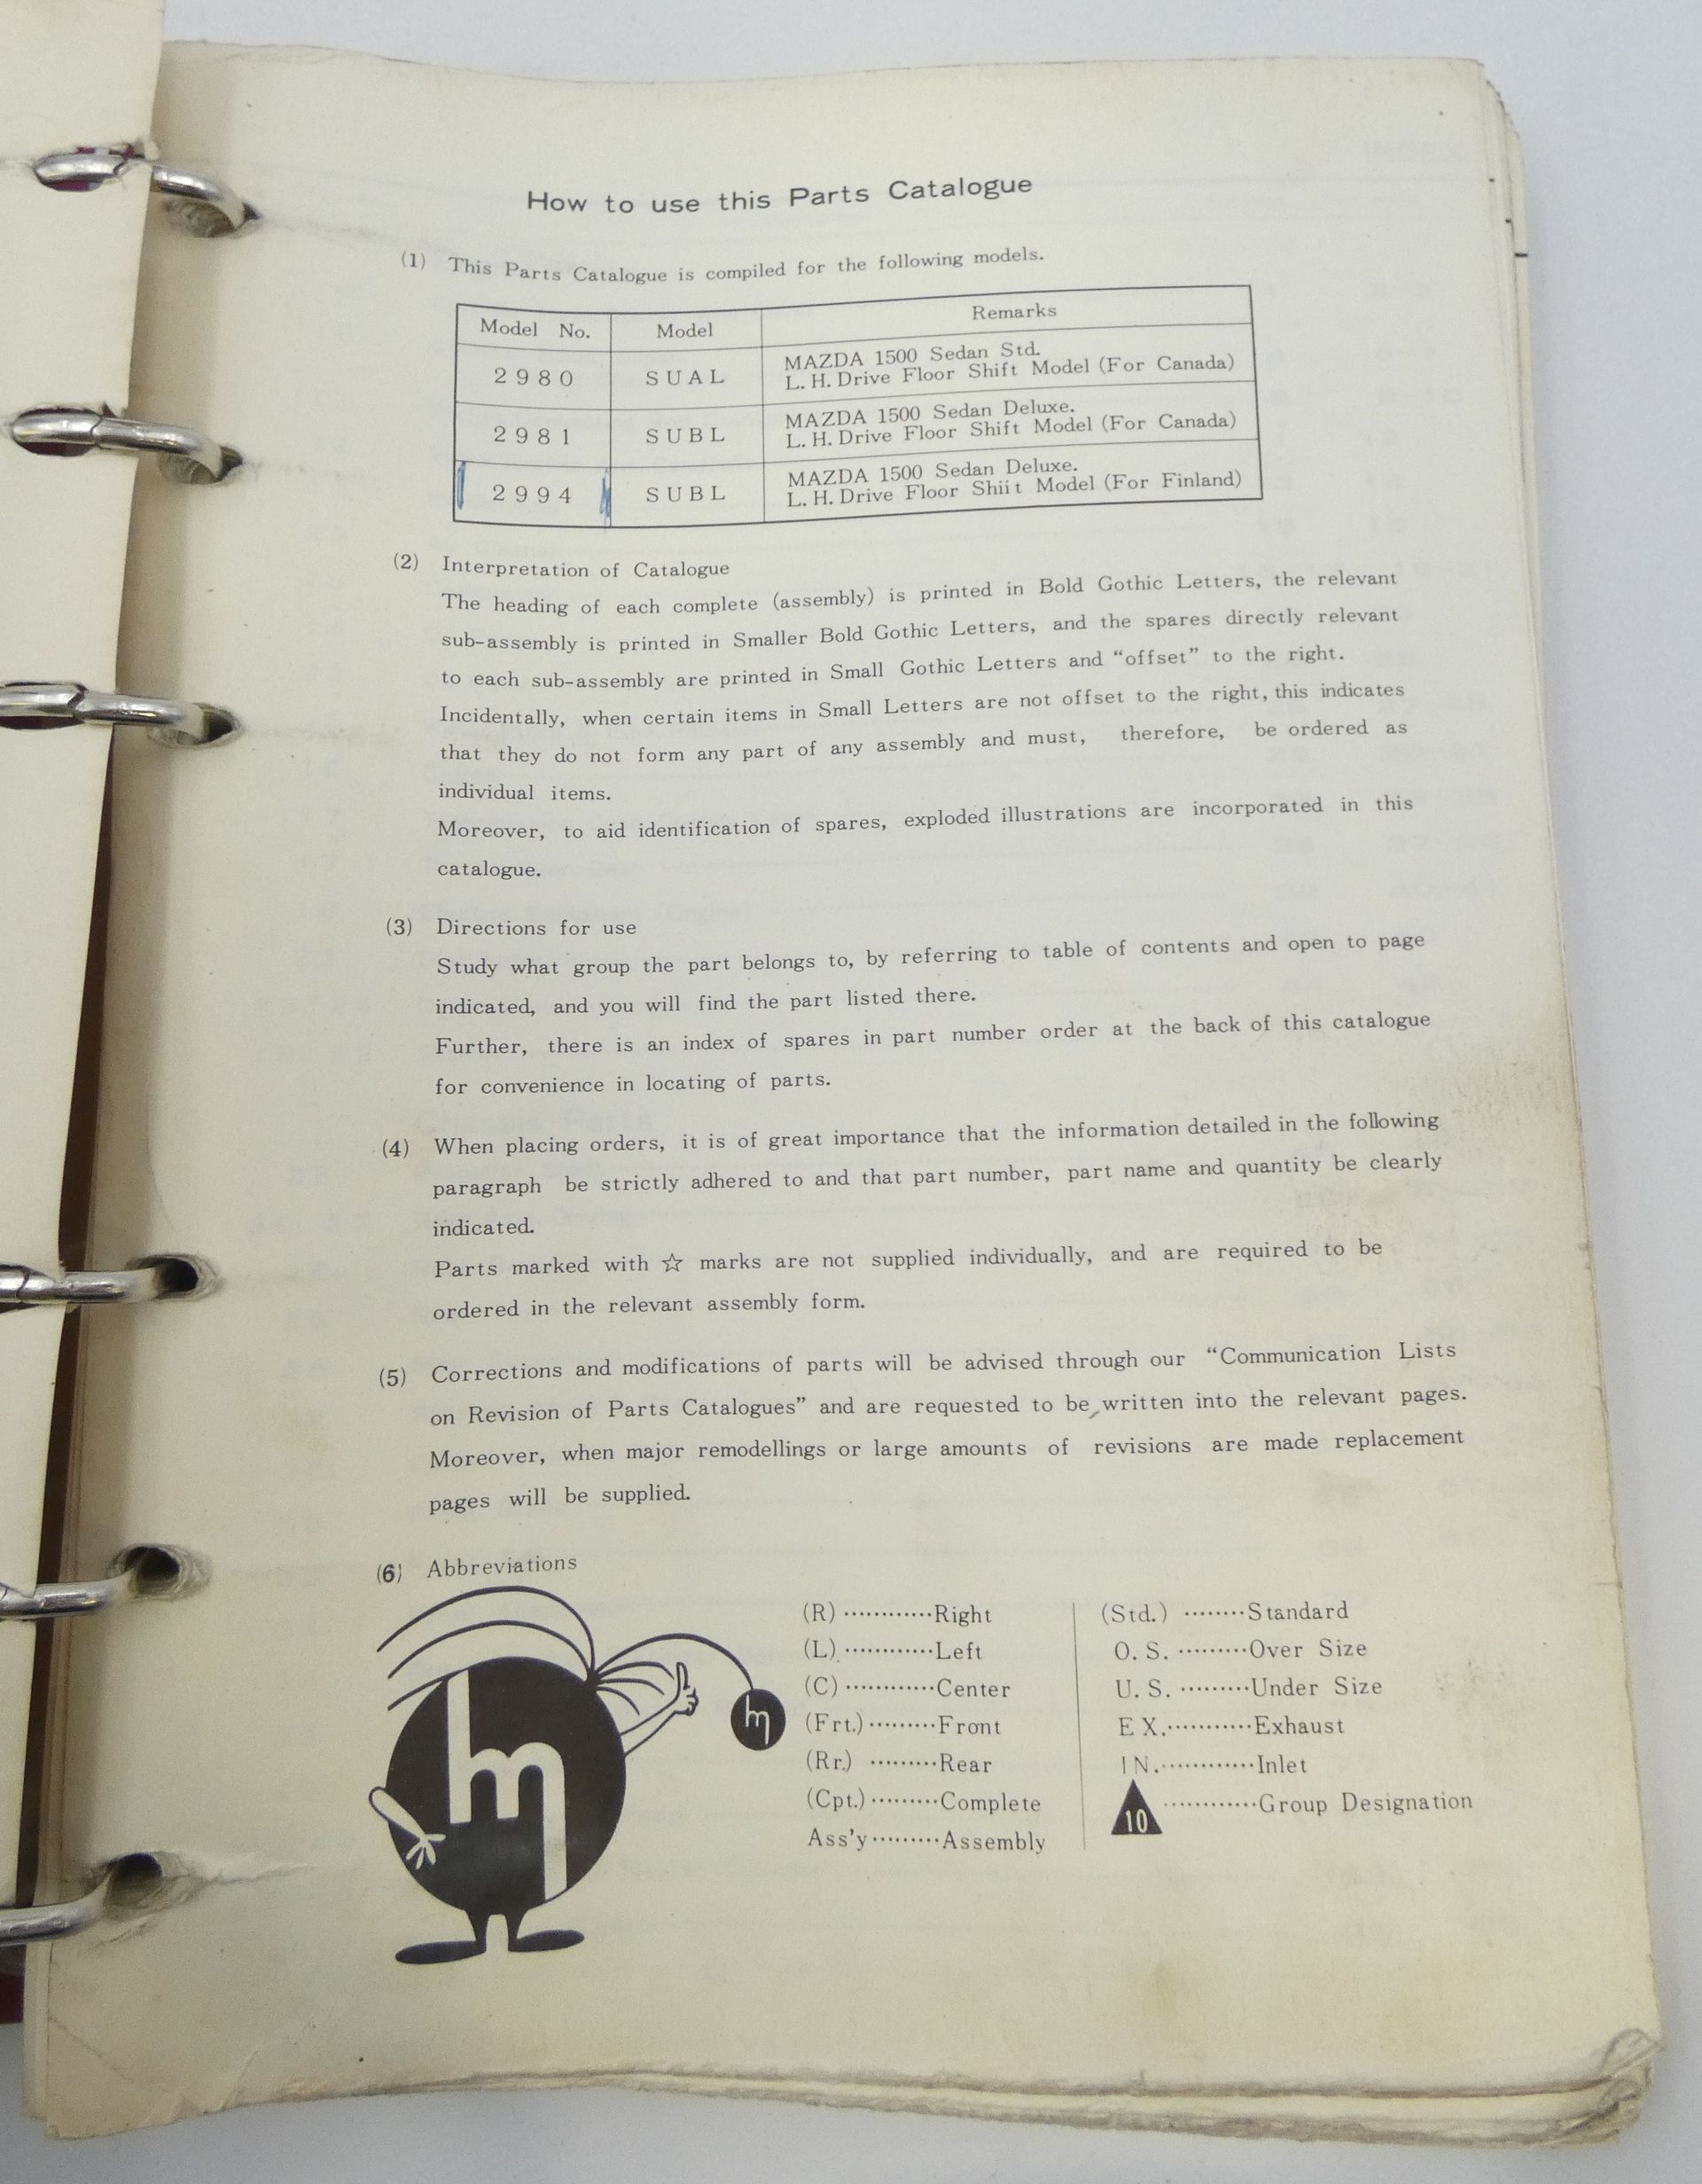 How to use this Parts Catalogue
(1) This Parts Catalogue is compiled for the following models.
Model No. Model Remarks
2980 SUAL MAZDA 1500 Sedan Std.
L. H. Drive Floor Shift Model (For Canada)
2981 SUBL MAZDA 1500 Sedan Deluxe.
L. H. Drive Floor Shift Model (For Canada)
2994 SUBL MAZDA 1500 Sedan Deluxe.
L. H. Drive Floor Shiit Model (For Finland)
(2) Interpretation of Catalogue
The heading of each complete (assembly) is printed in Bold Gothic Letters, the relevant
sub-assembly is printed in Smaller Bold Gothic Letters, and the spares directly relevant
to each sub-assembly are printed in Small Gothic Letters and “offset” to the right.
Incidentally, when certain items in Small Letters are not offset to the right, this indicates
that they do not form any part of any assembly and must, therefore, be ordered as
individual items.
Moreover, to aid identification of spares, exploded illustrations are incorporated in this
catalogue.
(3) Directions for use
Study what group the part belongs to, by referring to table of contents and open to page
indicated, and you will find the part listed there.
Further, there is an index of spares in part number order at the back of this catalogue
for convenience in locating of parts.
(4) When placing orders, it is of great importance that the information detailed in the following
paragraph be strictly adhered to and that part number, part name and quantity be clearly
indicated.
Parts marked with ☆ marks are not supplied individually, and are required to be
ordered in the relevant assembly form.
(5) Corrections and modifications of parts will be advised through our “Communication Lists
on Revision of Parts Catalogues” and are requested to be written into the relevant pages.
Moreover, when major remodellings or large amounts of revisions are made replacement
pages will be supplied.
(6) Abbreviations
(R) ............Right
(L) ............Left
(C) ............Center
(Frt.) .........Front
(Rr.) .........Rear
(Cpt.) .........Complete
Ass'y .........Assembly
(Std.) ........Standard
O. S. .........Over Size
U. S. .........Under Size
EX............Exhaust
IN.............Inlet
10 ............Group Designation
m
m